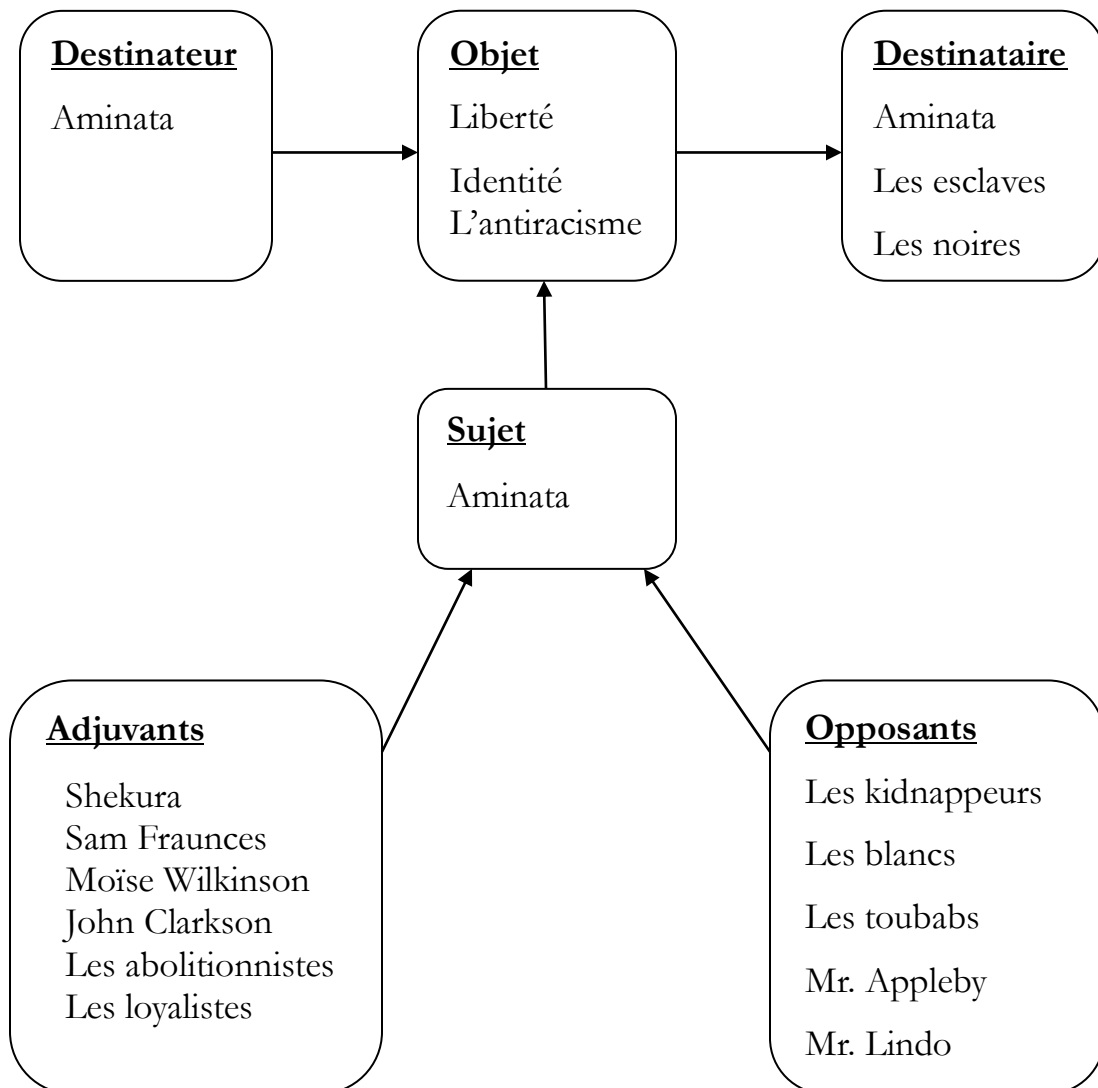 Destinateur
Aminata
Objet
Liberté
Identité
L’antiracisme
Destinataire
Aminata
Les esclaves
Les noires
Sujet
Aminata
Adjuvants
Shekura
Sam Fraunces
Moïse Wilkinson
John Clarkson
Les abolitionnistes
Les loyalistes
Opposants
Les kidnappeurs
Les blancs
Les toubabs
Mr. Appleby
Mr. Lindo